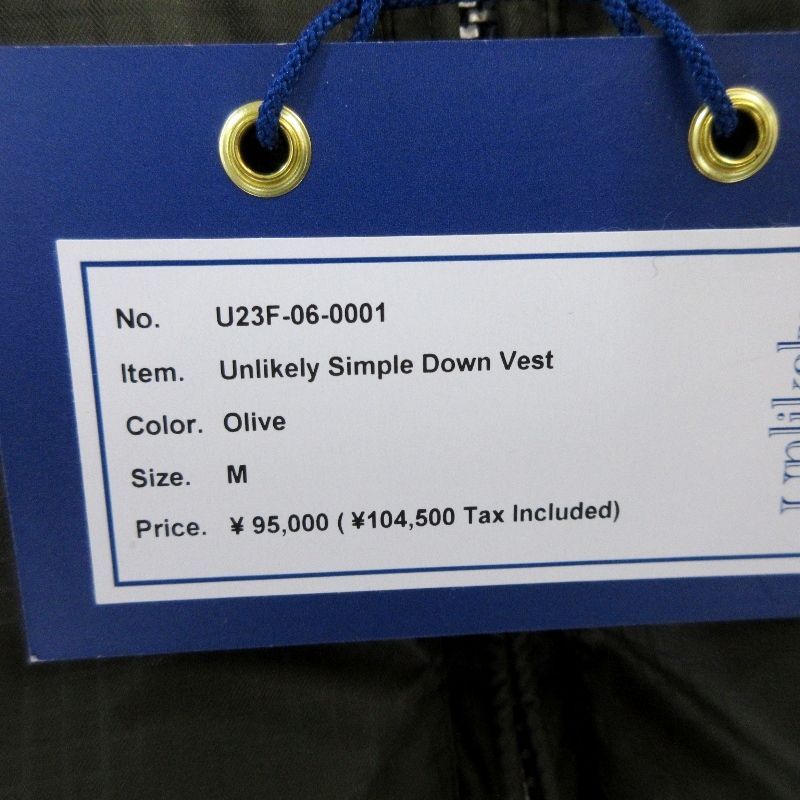 No. U23F-06-0001
Item. Unlikely Simple Down Vest
Color. Olive
Size. M
Price. ¥ 95,000 ( ¥104,500 Tax Included)